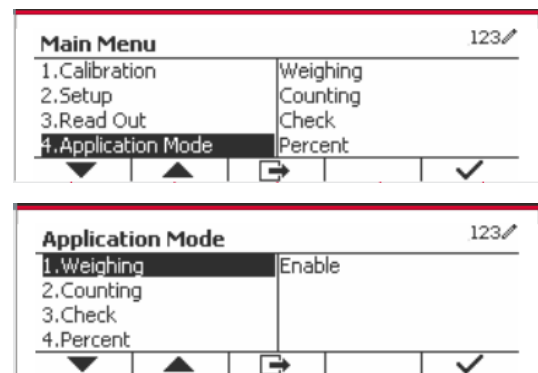 Main Menu 123
1.Calibration Weighing
2.Setup Counting
3.Read Out Check
4.Application Mode Percent
Application Mode 123
1.Weighing Enable
2.Counting
3.Check
4.Percent